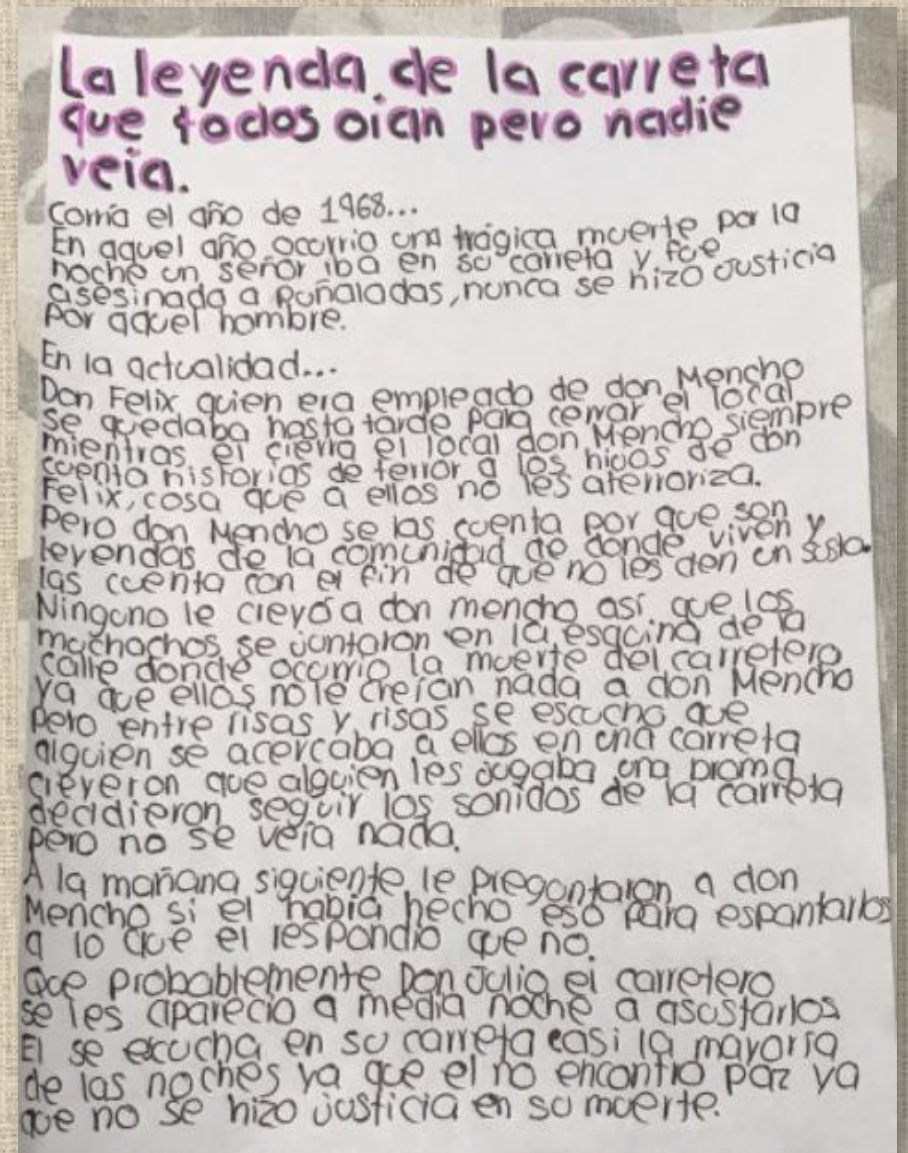 La leyenda de la carreta
que todos oian pero nadie
veia.
Corria el año de 1968...
En aquel año ocurrio una trágica muerte por la
noche un señor iba en su carreta y fue
asesinada a puñaladas, nunca se hizo Justicia
Por aquel hombre.
En la actualidad...
Don Felix quien era empleado de don Mencho
se quedaba hasta tarde para cerrar el local
mientras el cierra el local don Mencho siempre
cuenta historias de terror a los hijos de don
Felix, cosa que a ellos no les aterroriza.
Pero don Mencho se las cuenta por que son
leyendas de la comunidad de donde viven y
las cuenta con el fin de que no les den un susto.
Ninguno le creyó a don mencho así que los
muchachos se juntaron en la esquina de la
calle donde ocurrio la muerte del carretero
ya que ellos no le creían nada a don Mencho
Pero entre risas y risas se escucho que
alguien se acercaba a ellos en una carreta
creyeron que alguien les jugaba una broma
decidieron seguir los sonidos de la carreta
pero no se veía nada.
A la mañana siguiente le preguntaron a don
Mencho si el había hecho eso para espantarlos
a lo que el respondió que no.
Que probablemente Don Julio el carretero
se les apareció a media noche a asustarlos
El se escucha en su carreta casi la mayoría
de las noches ya que el no encontro paz ya
que no se hizo justicia en su muerte.